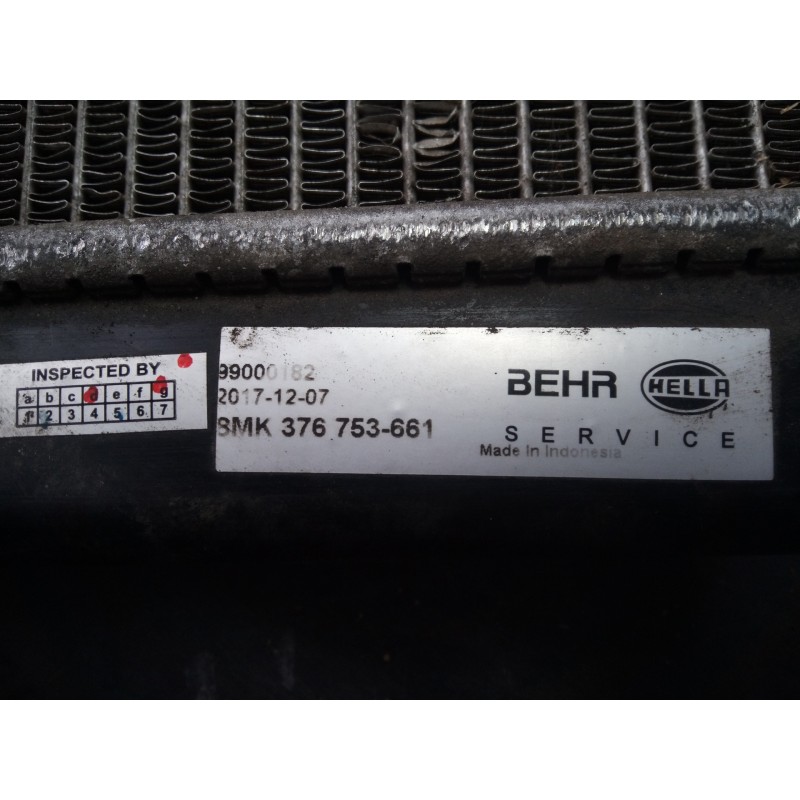 INSPECTED BY
a b c d e f g
1 2 3 4 5 6 7
99000182
2017-12-07
8MK 376 753-661
BEHR HELLA
SERVICE
Made In Indonesia